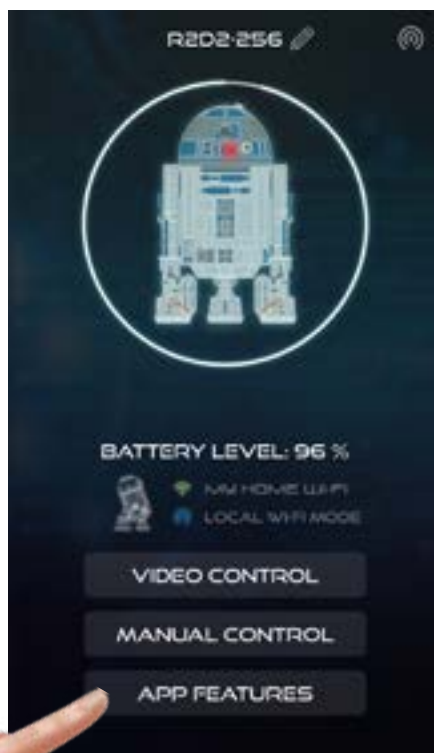 R2D2-256
BATTERY LEVEL: 96 %
MY HOME WI-FI
LOCAL WI-FI MODE
VIDEO CONTROL
MANUAL CONTROL
APP FEATURES